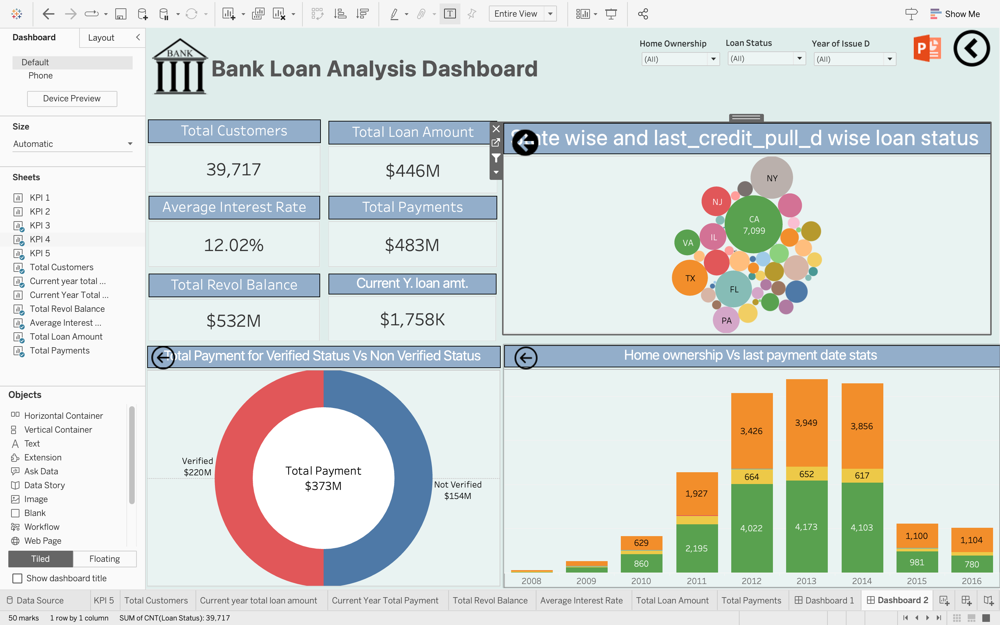 T
Entire View
Show Me
Dashboard
Layout
Default
Phone
Device Preview
Size
Automatic
Sheets
KPI 1
KPI 2
KPI 3
KPI 4
KPI 5
Total Customers
Current year total ...
Current Year Total ...
Total Revol Balance
Average Interest ...
Total Loan Amount
Total Payments
Objects
Horizontal Container
Vertical Container
A Text
Extension
Ask Data
Data Story
Image
Blank
Workflow
Web Page
Tiled
Floating
Show dashboard title
BANK
Bank Loan Analysis Dashboard
Home Ownership
(All)
Loan Status
(All)
Year of Issue D
(All)
P
Total Customers
39,717
Total Loan Amount
$446M
Average Interest Rate
12.02%
Total Payments
$483M
Total Revol Balance
$532M
Current Y. loan amt.
$1,758K
State wise and last_credit_pull_d wise loan status
NY
NJ
CA
7,099
IL
VA
TX
FL
PA
Total Payment for Verified Status Vs Non Verified Status
Verified
$220M
Total Payment
$373M
Not Verified
$154M
Home ownership Vs last payment date stats
3,426
3,949
3,856
664
652
617
1,927
4,022
4,173
4,103
629
2,195
1,100
1,104
860
981
780
2008
2009
2010
2011
2012
2013
2014
2015
2016
Data Source
KPI 5
Total Customers
Current year total loan amount
Current Year Total Payment
Total Revol Balance
Average Interest Rate
Total Loan Amount
Total Payments
Dashboard 1
Dashboard 2
50 marks
1 row by 1 column
SUM of CNT(Loan Status): 39,717